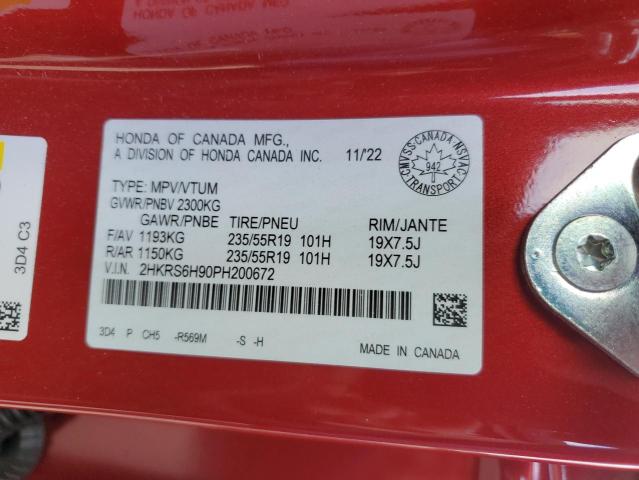 HONDA OF CANADA MFG.,
A DIVISION OF HONDA CANADA INC. 11/'22
CMVSS·CANADA·NSVAC
942
TRANSPORT
TYPE: MPV/VTUM
GVWR/PNBV 2300KG
GAWR/PNBE TIRE/PNEU RIM/JANTE
F/AV 1193KG 235/55R19 101H 19X7.5J
R/AR 1150KG 235/55R19 101H 19X7.5J
V.I.N. 2HKRS6H90PH200672
3D4 P CH5 -R569M -S -H
MADE IN CANADA
3D4 C3